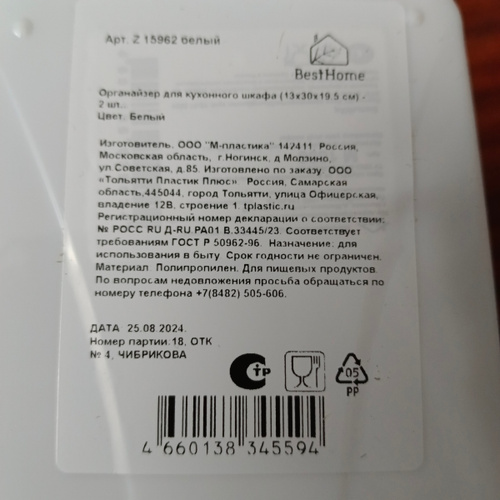 Арт. Z 15962 белый
BestHome
Органайзер для кухонного шкафа (13х30х19.5 см) -
2 шт.
Цвет. Белый
Изготовитель. ООО "М-пластика" 142411. Россия,
Московская область, г.Ногинск, д Молзино,
ул Советская, д.85. Изготовлено по заказу. ООО
«Тольятти Пластик Плюс». Россия, Самарская
область,445044, город Тольятти, улица Офицерская,
владение 12В, строение 1. tplastic.ru
Регистрационный номер декларации о соответствии:
№ РОСС RU Д-RU.РА01.В.33445/23. Соответствует
требованиям ГОСТ Р 50962-96. Назначение: для
использования в быту. Срок годности не ограничен.
Материал. Полипропилен. Для пищевых продуктов.
По вопросам недовложения просьба обращаться по
номеру телефона +7(8482) 505-606.
ДАТА 25.08.2024.
Номер партии.18, ОТК
№ 4, ЧИБРИКОВА
СТР
05
PP
4 660138 345594